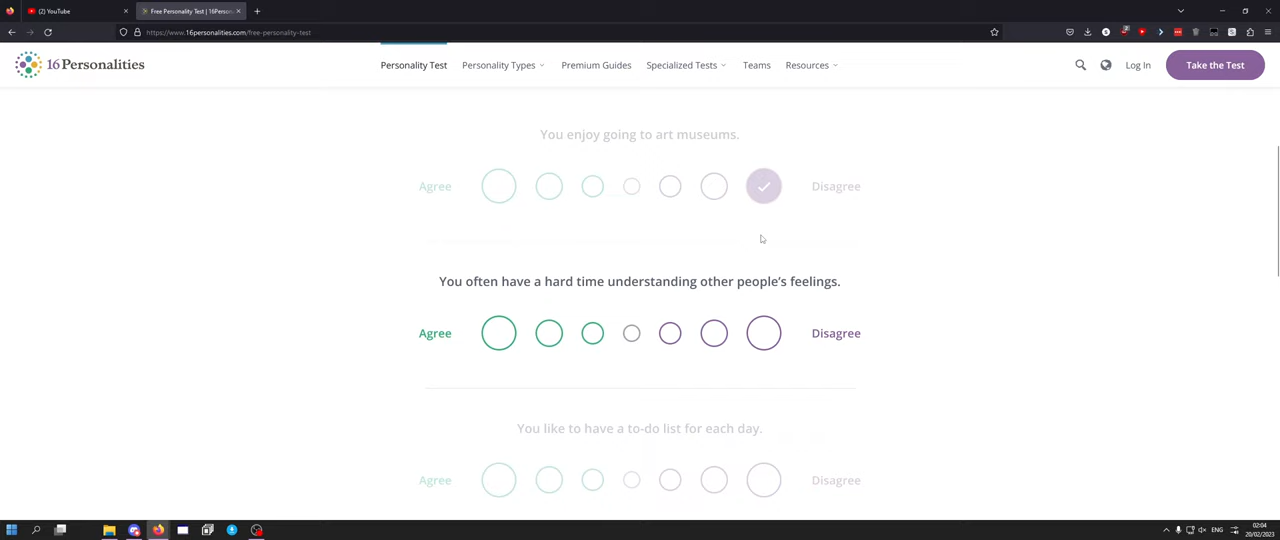 (2) YouTube
Free Personality Test | 16Person
https://www.16personalities.com/free-personality-test
16Personalities
Personality Test
Personality Types
Premium Guides
Specialized Tests
Teams
Resources
Log In
Take the Test
You enjoy going to art museums.
Agree
Disagree
You often have a hard time understanding other people's feelings.
Agree
Disagree
You like to have a to-do list for each day.
Agree
Disagree
ENG
02:04
20/02/2023